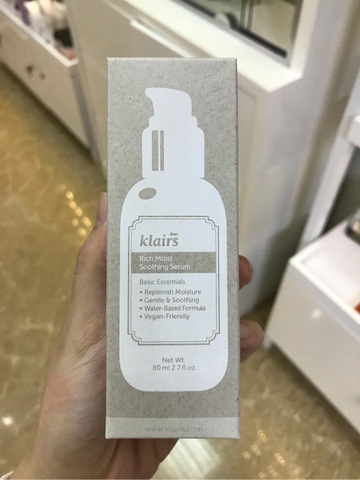 dear,
klairs
Rich Moist
Soothing Serum
Basic Essentials
• Replenish Moisture
• Gentle & Soothing
• Water-Based Formula
• Vegan-Friendly
Net Wt.
80 ml 2.7 fl.oz.